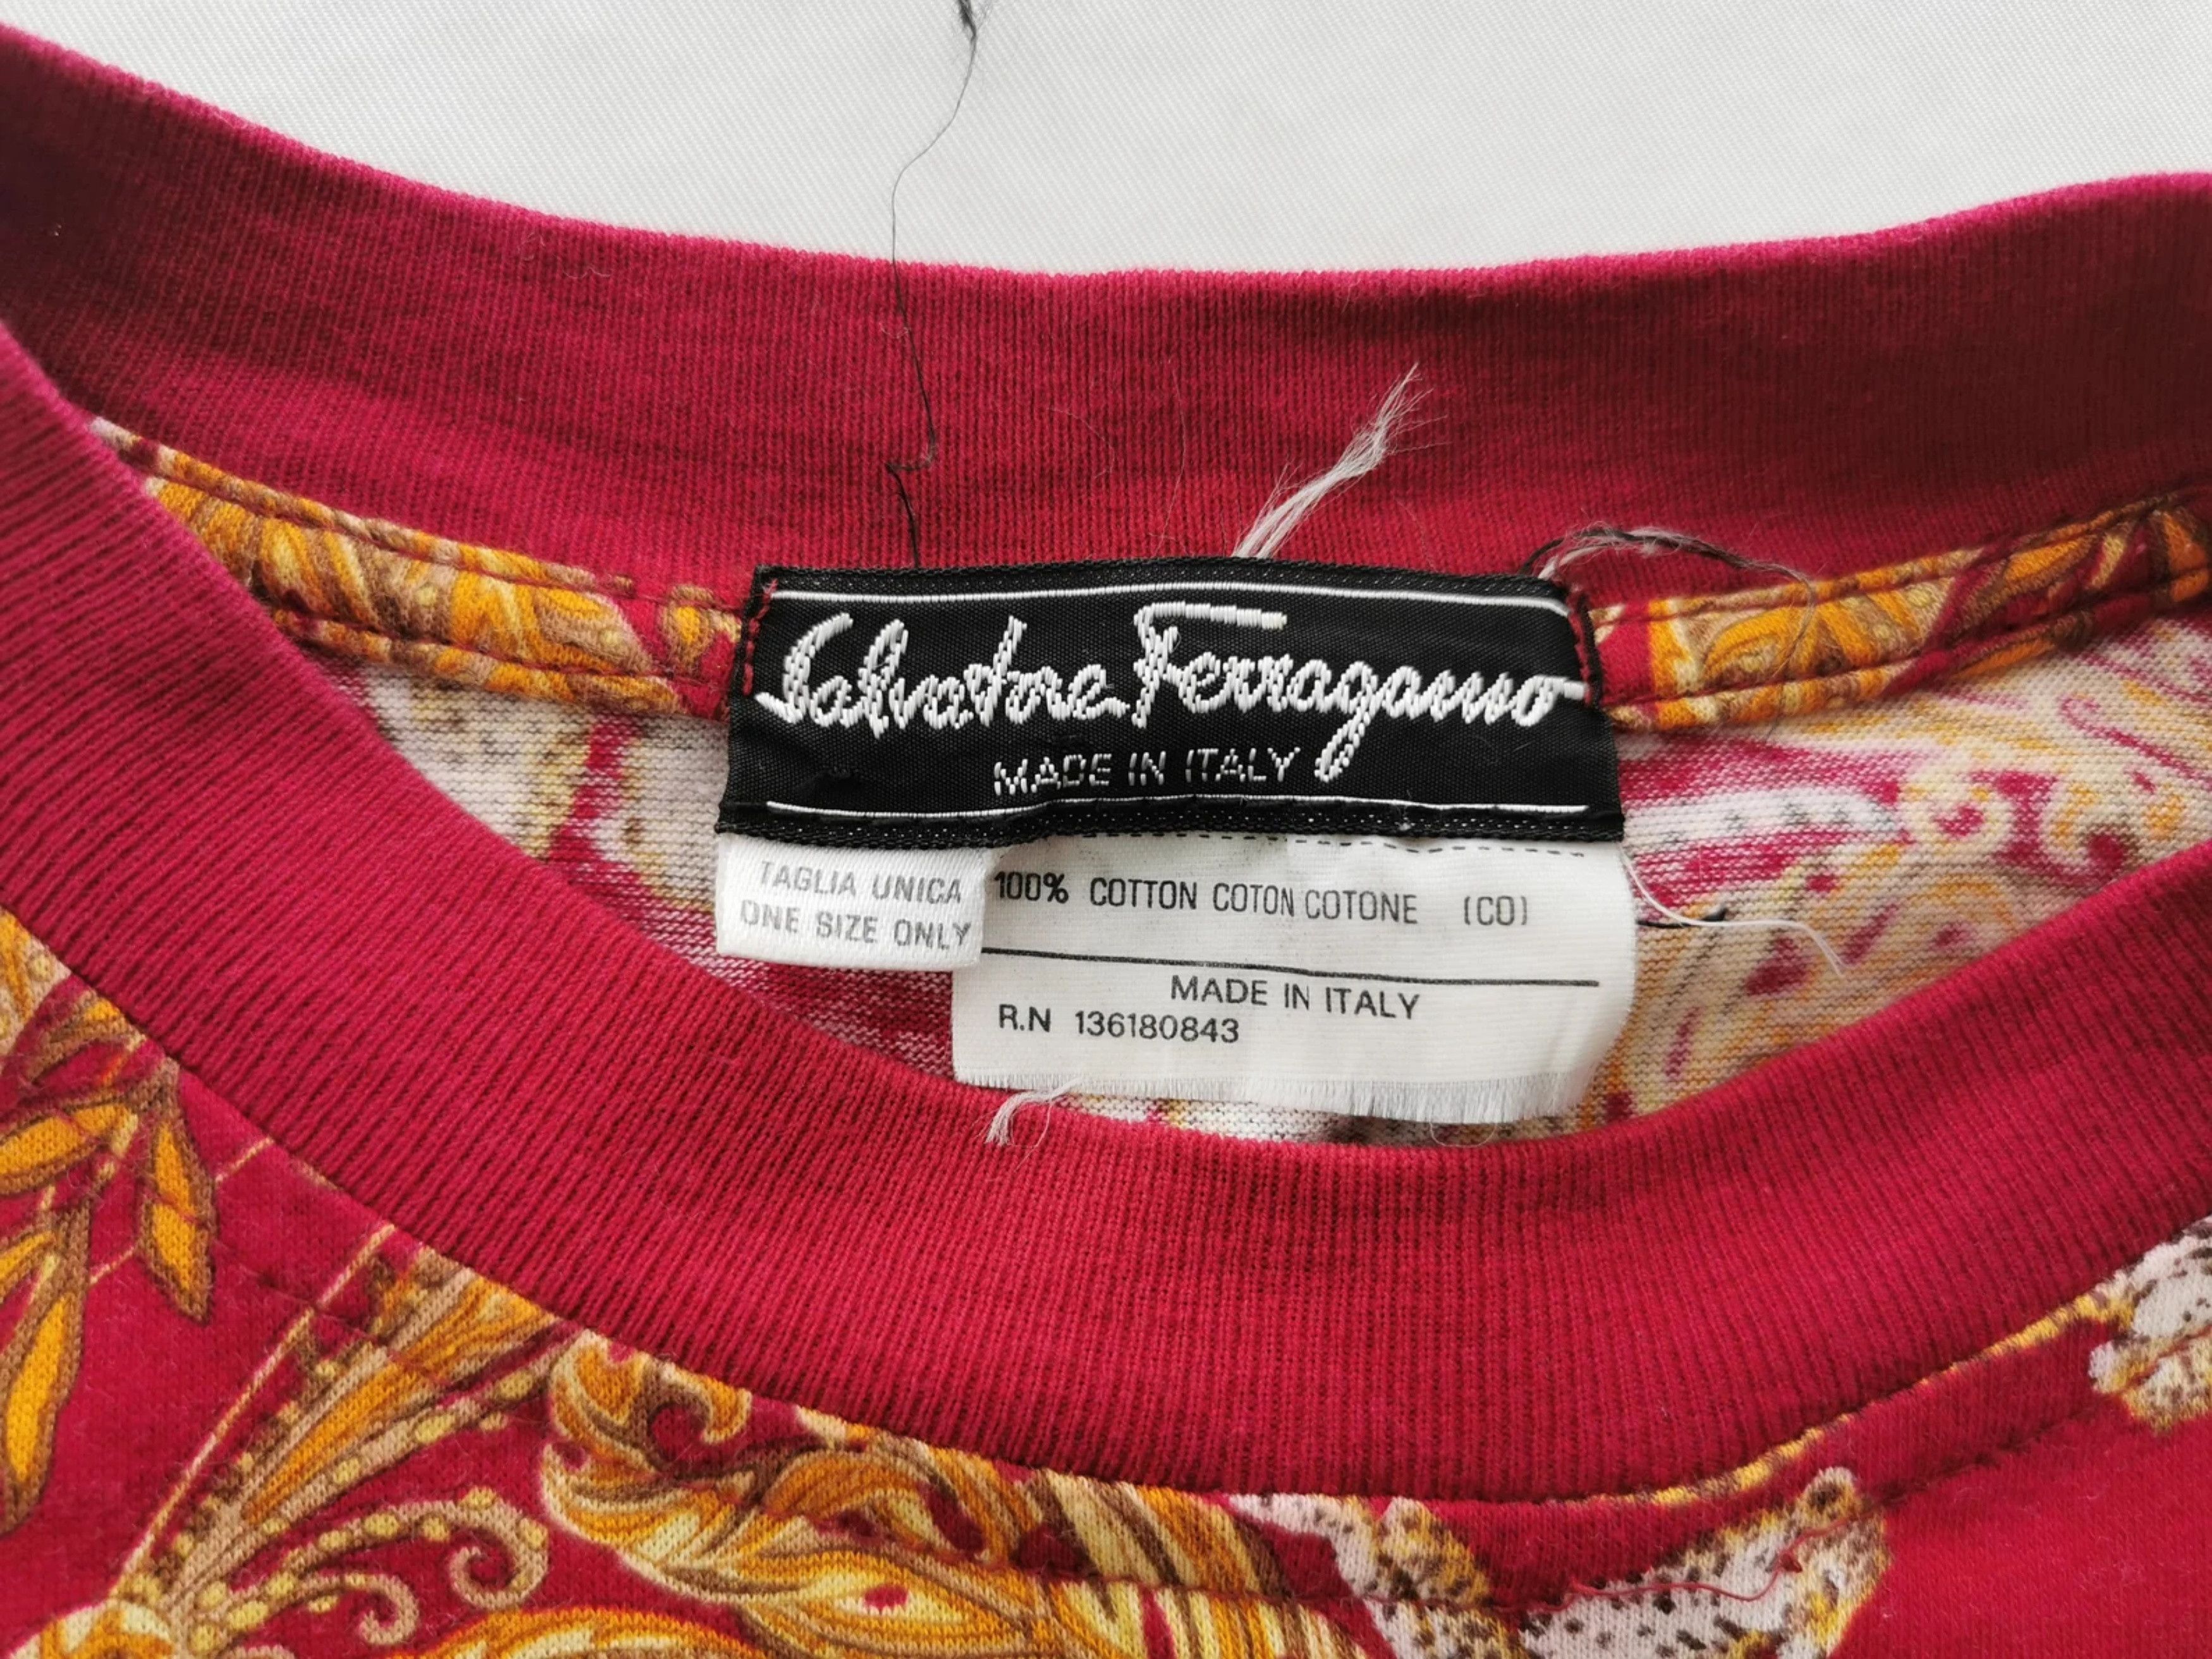 Salvatore Ferragamo
MADE IN ITALY
TAGLIA UNICA
ONE SIZE ONLY
100% COTTON COTON COTONE (CO)
MADE IN ITALY
R.N 136180843